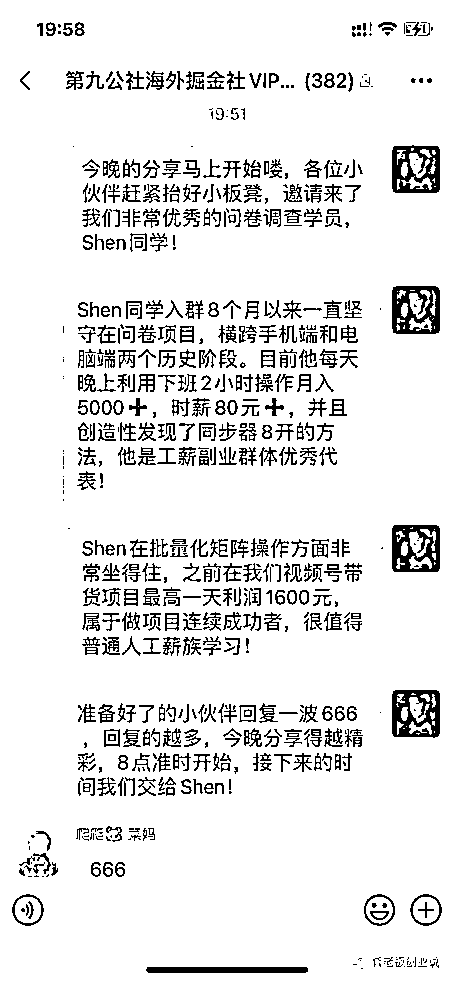 19:58
第九公社海外掘金社VIP... (382)
19:51
今晚的分享马上开始喽，各位小
伙伴赶紧抬好小板凳，邀请来了
我们非常优秀的问卷调查学员，
Shen同学！
Shen同学入群8个月以来一直坚
守在问卷项目，横跨手机端和电
脑端两个历史阶段。目前他每天
晚上利用下班2小时操作月入
5000➕，时薪80元➕，并且
创造性发现了同步器8开的方
法，他是工薪副业群体优秀代
表！
Shen在批量化矩阵操作方面非
常坐得住，之前在我们视频号带
货项目最高一天利润1600元，
属于做项目连续成功者，很值得
普通人工薪族学习！
准备好了的小伙伴回复一波666
，回复的越多，今晚分享得越精
彩，8点准时开始，接下来的时
间我们交给Shen！
菜妈
666